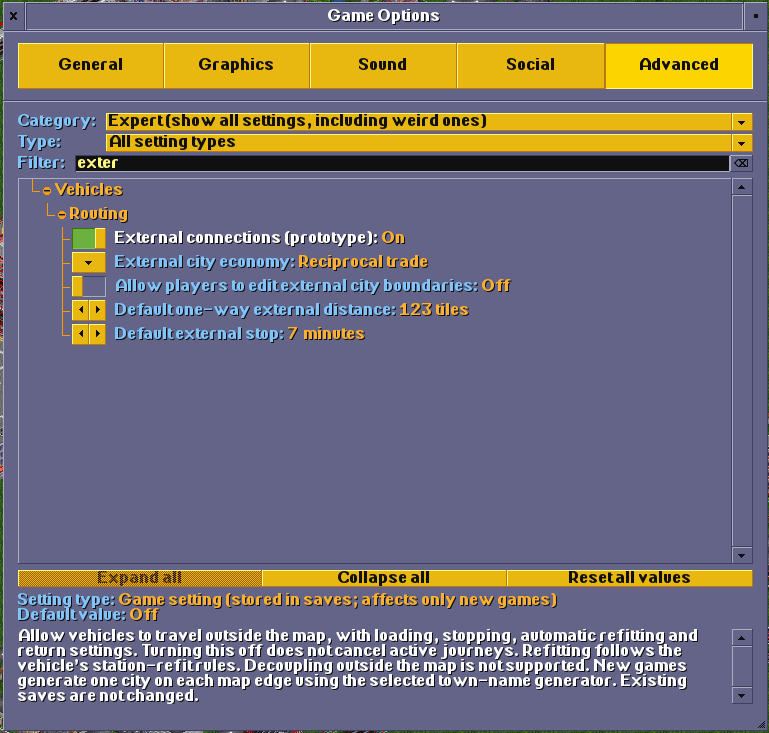 Game Options
General Graphics Sound Social Advanced
Category: Expert (show all settings, including weird ones)
Type: All setting types
Filter: exter
Vehicles
Routing
External connections (prototype): On
External city economy: Reciprocal trade
Allow players to edit external city boundaries: Off
Default one-way external distance: 123 tiles
Default external stop: 7 minutes
Expand all Collapse all Reset all values
Setting type: Game setting (stored in saves; affects only new games)
Default value: Off
Allow vehicles to travel outside the map, with loading, stopping, automatic refitting and
return settings. Turning this off does not cancel active journeys. Refitting follows the
vehicle's station-refit rules. Decoupling outside the map is not supported. New games
generate one city on each map edge using the selected town-name generator. Existing
saves are not changed.